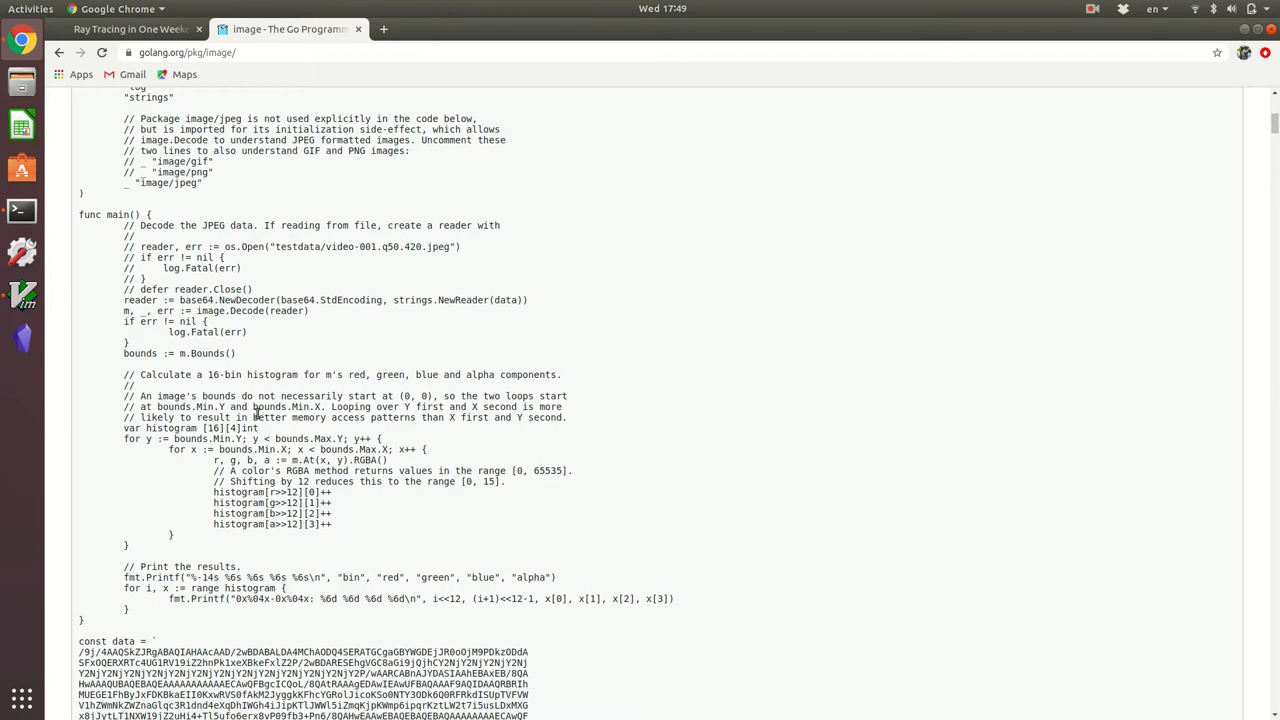 Activities
Google Chrome
Wed 17:49
en
Ray Tracing in One Weeke
image - The Go Programm
golang.org/pkg/image/
Apps
Gmail
Maps
"log"
"strings"
// Package image/jpeg is not used explicitly in the code below,
// but is imported for its initialization side-effect, which allows
// image.Decode to understand JPEG formatted images. Uncomment these
// two lines to also understand GIF and PNG images:
// _ "image/gif"
// _ "image/png"
_ "image/jpeg"
)
func main() {
// Decode the JPEG data. If reading from file, create a reader with
//
// reader, err := os.Open("testdata/video-001.q50.420.jpeg")
// if err != nil {
//     log.Fatal(err)
// }
// defer reader.Close()
reader := base64.NewDecoder(base64.StdEncoding, strings.NewReader(data))
m, _, err := image.Decode(reader)
if err != nil {
log.Fatal(err)
}
bounds := m.Bounds()
// Calculate a 16-bin histogram for m's red, green, blue and alpha components.
//
// An image's bounds do not necessarily start at (0, 0), so the two loops start
// at bounds.Min.Y and bounds.Min.X. Looping over Y first and X second is more
// likely to result in better memory access patterns than X first and Y second.
var histogram [16][4]int
for y := bounds.Min.Y; y < bounds.Max.Y; y++ {
for x := bounds.Min.X; x < bounds.Max.X; x++ {
r, g, b, a := m.At(x, y).RGBA()
// A color's RGBA method returns values in the range [0, 65535].
// Shifting by 12 reduces this to the range [0, 15].
histogram[r>>12][0]++
histogram[g>>12][1]++
histogram[b>>12][2]++
histogram[a>>12][3]++
}
}
// Print the results.
fmt.Printf("%-14s %6s %6s %6s %6s\n", "bin", "red", "green", "blue", "alpha")
for i, x := range histogram {
fmt.Printf("0x%04x-0x%04x: %6d %6d %6d %6d\n", i<<12, (i+1)<<12-1, x[0], x[1], x[2], x[3])
}
}
const data = `